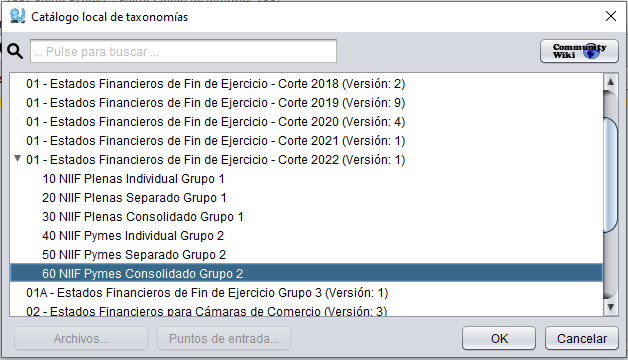 Catálogo local de taxonomías
... Pulse para buscar ...
Community
Wiki
01 - Estados Financieros de Fin de Ejercicio - Corte 2018 (Versión: 2)
01 - Estados Financieros de Fin de Ejercicio - Corte 2019 (Versión: 9)
01 - Estados Financieros de Fin de Ejercicio - Corte 2020 (Versión: 4)
01 - Estados Financieros de Fin de Ejercicio - Corte 2021 (Versión: 1)
01 - Estados Financieros de Fin de Ejercicio - Corte 2022 (Versión: 1)
10 NIIF Plenas Individual Grupo 1
20 NIIF Plenas Separado Grupo 1
30 NIIF Plenas Consolidado Grupo 1
40 NIIF Pymes Individual Grupo 2
50 NIIF Pymes Separado Grupo 2
60 NIIF Pymes Consolidado Grupo 2
01A - Estados Financieros de Fin de Ejercicio Grupo 3 (Versión: 1)
02 - Estados Financieros para Cámaras de Comercio (Versión: 3)
Archivos...
Puntos de entrada...
OK
Cancelar